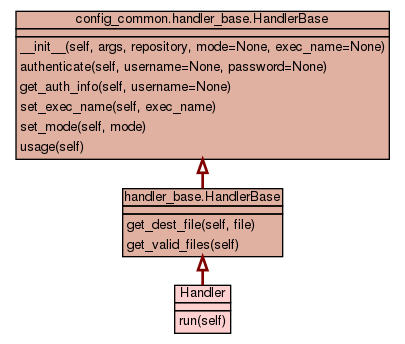 config_common.handler_base.HandlerBase
__init__(self, args, repository, mode=None, exec_name=None)
authenticate(self, username=None, password=None)
get_auth_info(self, username=None)
set_exec_name(self, exec_name)
set_mode(self, mode)
usage(self)
handler_base.HandlerBase
get_dest_file(self, file)
get_valid_files(self)
Handler
run(self)